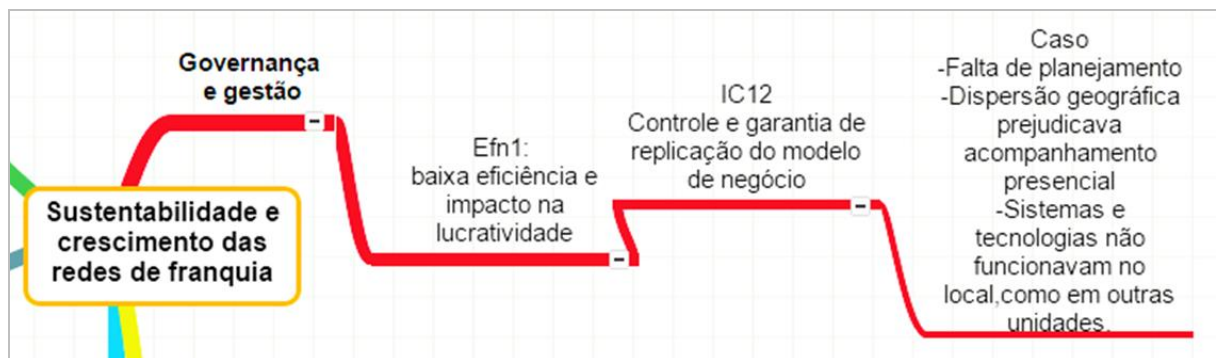 Governança
e gestão
Sustentabilidade e
crescimento das
redes de franquia
Efn1:
baixa eficiência e
impacto na
lucratividade
IC12
Controle e garantia de
replicação do modelo
de negócio
Caso
-Falta de planejamento
-Dispersão geográfica
prejudicava
acompanhamento
presencial
-Sistemas e
tecnologias não
funcionavam no
local,como em outras
unidades.